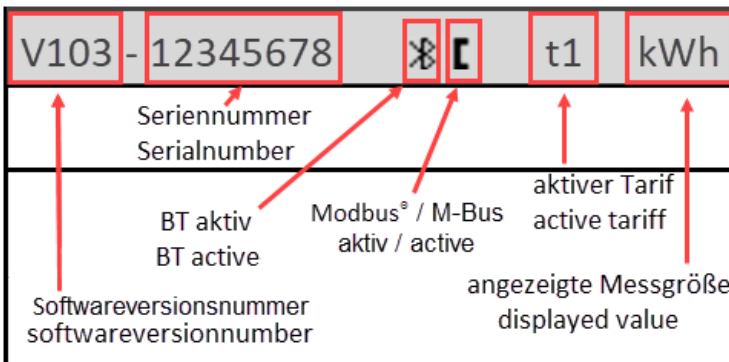 V103 - 12345678 t1 kWh
Seriennummer
Serialnumber
BT aktiv
BT active
Modbus® / M-Bus
aktiv / active
aktiver Tarif
active tariff
Softwareversionsnummer
softwareversionnumber
angezeigte Messgröße
displayed value